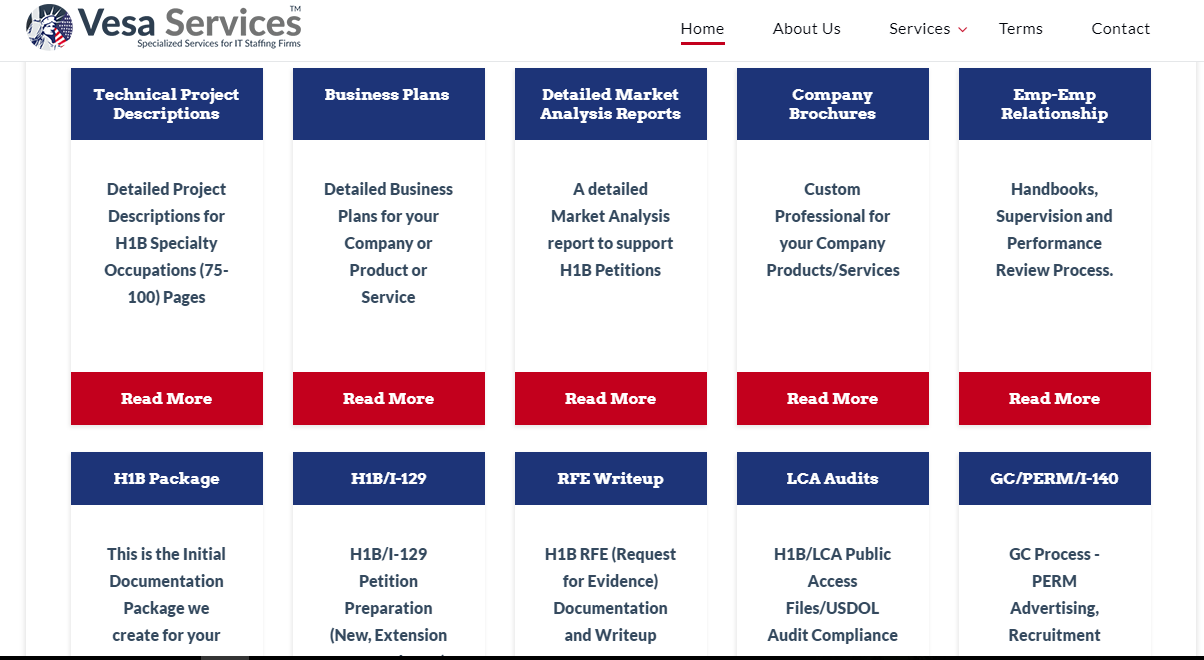 Vesa Services™
Specialized Services for IT Staffing Firms
Home About Us Services Terms Contact
Technical Project
Descriptions
Detailed Project
Descriptions for
H1B Specialty
Occupations (75-
100) Pages
Read More
Business Plans
Detailed Business
Plans for your
Company or
Product or
Service
Read More
Detailed Market
Analysis Reports
A detailed
Market Analysis
report to support
H1B Petitions
Read More
Company
Brochures
Custom
Professional for
your Company
Products/Services
Read More
Emp-Emp
Relationship
Handbooks,
Supervision and
Performance
Review Process.
Read More
H1B Package
This is the Initial
Documentation
Package we
create for your
H1B/I-129
H1B/I-129
Petition
Preparation
(New, Extension
RFE Writeup
H1B RFE (Request
for Evidence)
Documentation
and Writeup
LCA Audits
H1B/LCA Public
Access
Files/USDOL
Audit Compliance
GC/PERM/I-140
GC Process -
PERM
Advertising,
Recruitment